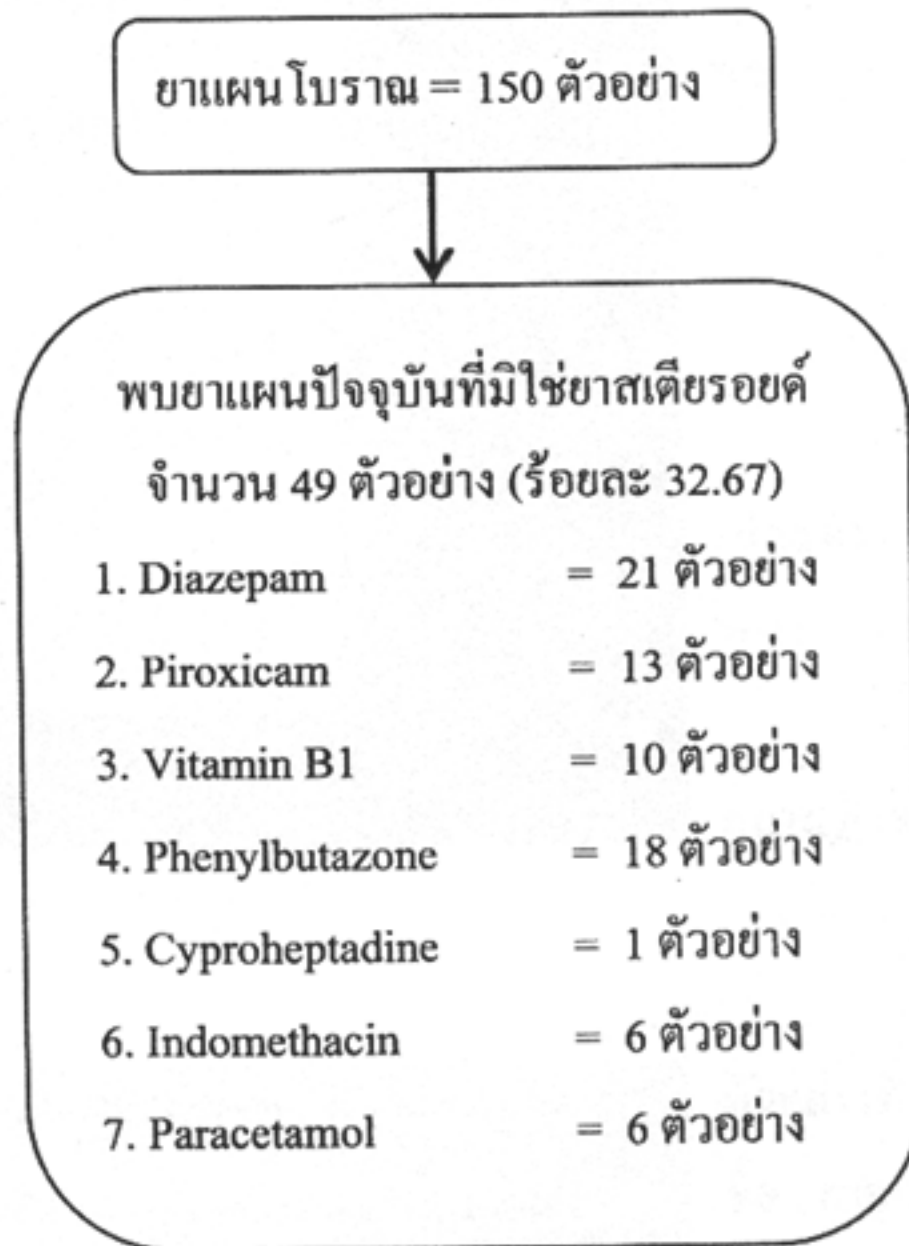 ยาแผนโบราณ = 150 ตัวอย่าง
พบยาแผนปัจจุบันที่มิใช่ยาสเตียรอยด์
จำนวน 49 ตัวอย่าง (ร้อยละ 32.67)
1. Diazepam = 21 ตัวอย่าง
2. Piroxicam = 13 ตัวอย่าง
3. Vitamin B1 = 10 ตัวอย่าง
4. Phenylbutazone = 18 ตัวอย่าง
5. Cyproheptadine = 1 ตัวอย่าง
6. Indomethacin = 6 ตัวอย่าง
7. Paracetamol = 6 ตัวอย่าง